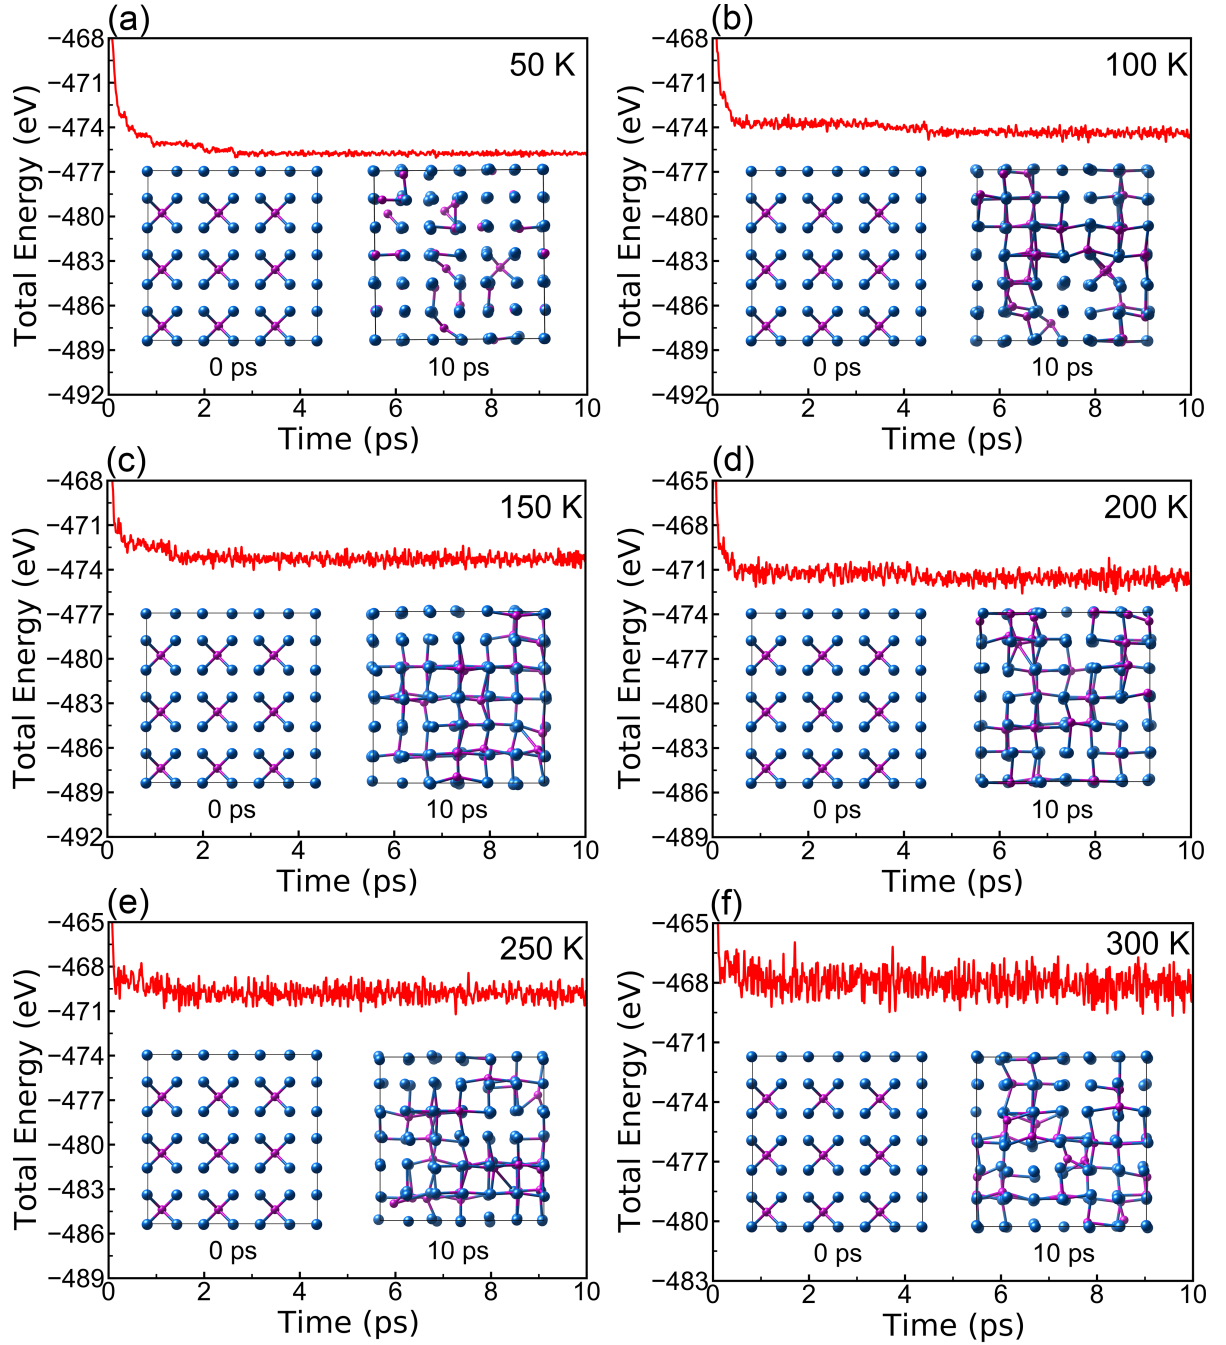 (a)
50 K
−468
−471
−474
−477
−480
−483
−486
−489
−492
Total Energy (eV)
0 ps
10 ps
0 2 4 6 8 10
Time (ps)
(b)
100 K
−468
−471
−474
−477
−480
−483
−486
−489
−492
Total Energy (eV)
0 ps
10 ps
0 2 4 6 8 10
Time (ps)
(c)
150 K
−468
−471
−474
−477
−480
−483
−486
−489
−492
Total Energy (eV)
0 ps
10 ps
0 2 4 6 8 10
Time (ps)
(d)
200 K
−465
−468
−471
−474
−477
−480
−483
−486
−489
Total Energy (eV)
0 ps
10 ps
0 2 4 6 8 10
Time (ps)
(e)
250 K
−465
−468
−471
−474
−477
−480
−483
−486
−489
Total Energy (eV)
0 ps
10 ps
0 2 4 6 8 10
Time (ps)
(f)
300 K
−465
−468
−471
−474
−477
−480
−483
Total Energy (eV)
0 ps
10 ps
0 2 4 6 8 10
Time (ps)